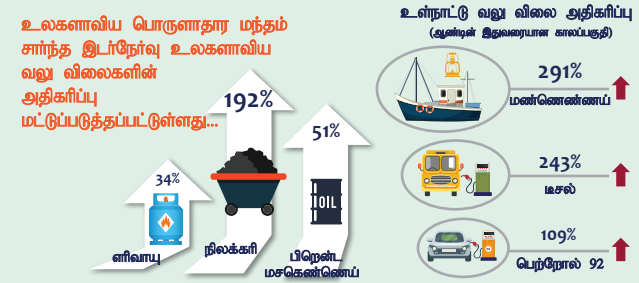 உலகளாவிய பொருளாதார மந்தம்
சார்ந்த இடர்நேர்வு உலகளாவிய
வலு விலைகளின்
அதிகரிப்பு
மட்டுப்படுத்தப்பட்டுள்ளது...
34%
எரிவாயு
192%
நிலக்கரி
51%
OIL
பிறென்ட்
மசகெண்ணெய்
உள்நாட்டு வலு விலை அதிகரிப்பு
(ஆண்டின் இதுவரையான காலப்பகுதி)
291%
மண்ணெண்ணய்
243%
டீசல்
109%
பெற்றோல் 92